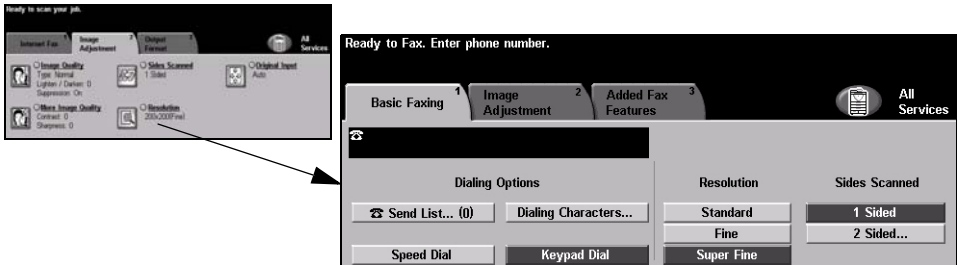 Ready to scan your job.
Internet Fax
Image Adjustment 2
Output Format 3
All Services
Image Quality
Type: Normal
Lighten / Darken: 0
Suppression: On
Sides Scanned
1 Sided
Original Input
Auto
More Image Quality
Contrast: 0
Sharpness: 0
Resolution
200x200(Fine)
Ready to Fax. Enter phone number.
Basic Faxing 1
Image Adjustment 2
Added Fax Features 3
All Services
Dialing Options
Resolution
Sides Scanned
Send List... (0)
Dialing Characters...
Standard
1 Sided
Fine
2 Sided...
Speed Dial
Keypad Dial
Super Fine